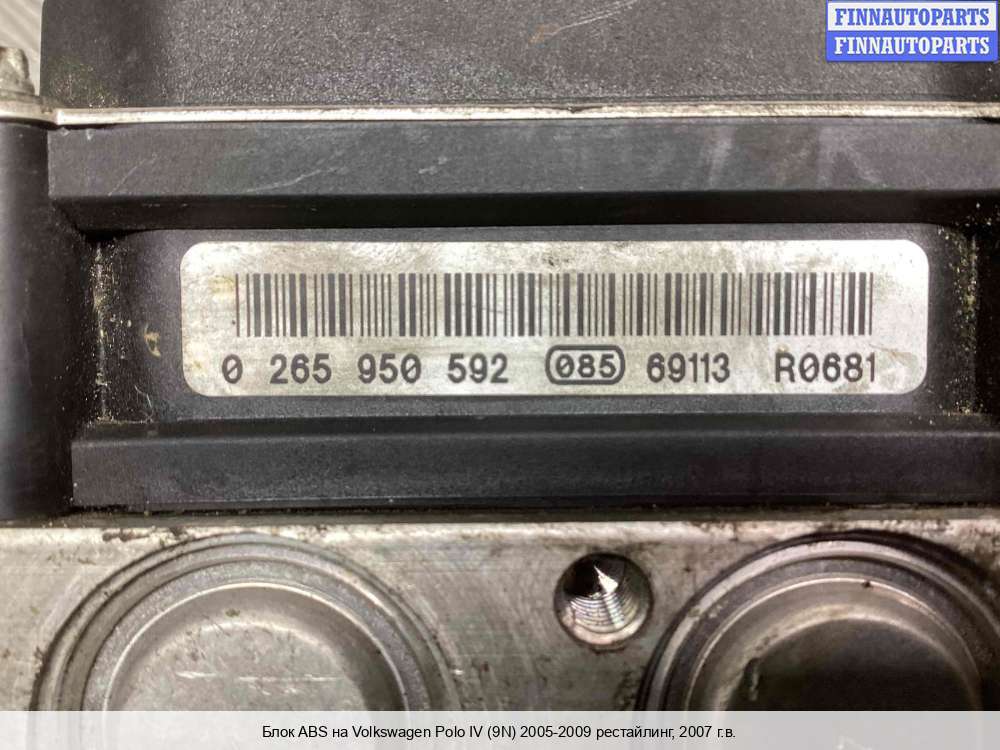 FINNAUTOPARTS
FINNAUTOPARTS
0 265 950 592 085 69113 R0681
Блок ABS на Volkswagen Polo IV (9N) 2005-2009 рестайлинг, 2007 г.в.